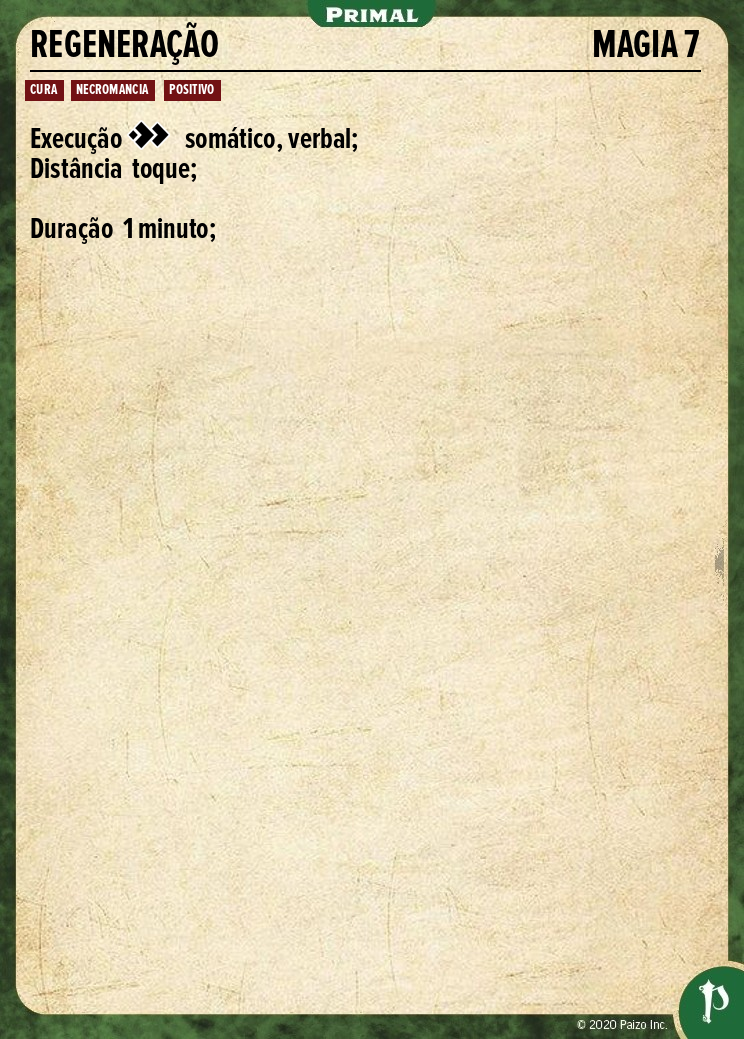 PRIMAL
REGENERAÇÃO MAGIA 7
CURA NECROMANCIA POSITIVO
Execução somático, verbal;
Distância toque;
Duração 1 minuto;
© 2020 Paizo Inc.